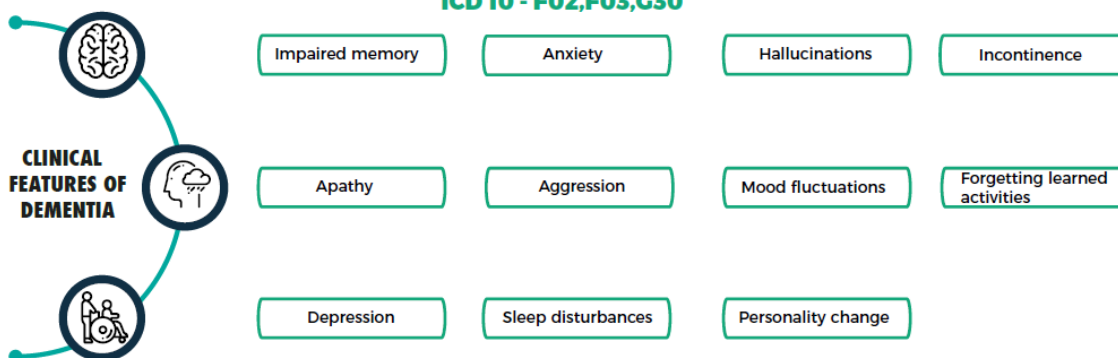 ICD 10 - F02,F03,G30
Impaired memory
Anxiety
Hallucinations
Incontinence
CLINICAL
FEATURES OF
DEMENTIA
Apathy
Aggression
Mood fluctuations
Forgetting learned
activities
Depression
Sleep disturbances
Personality change